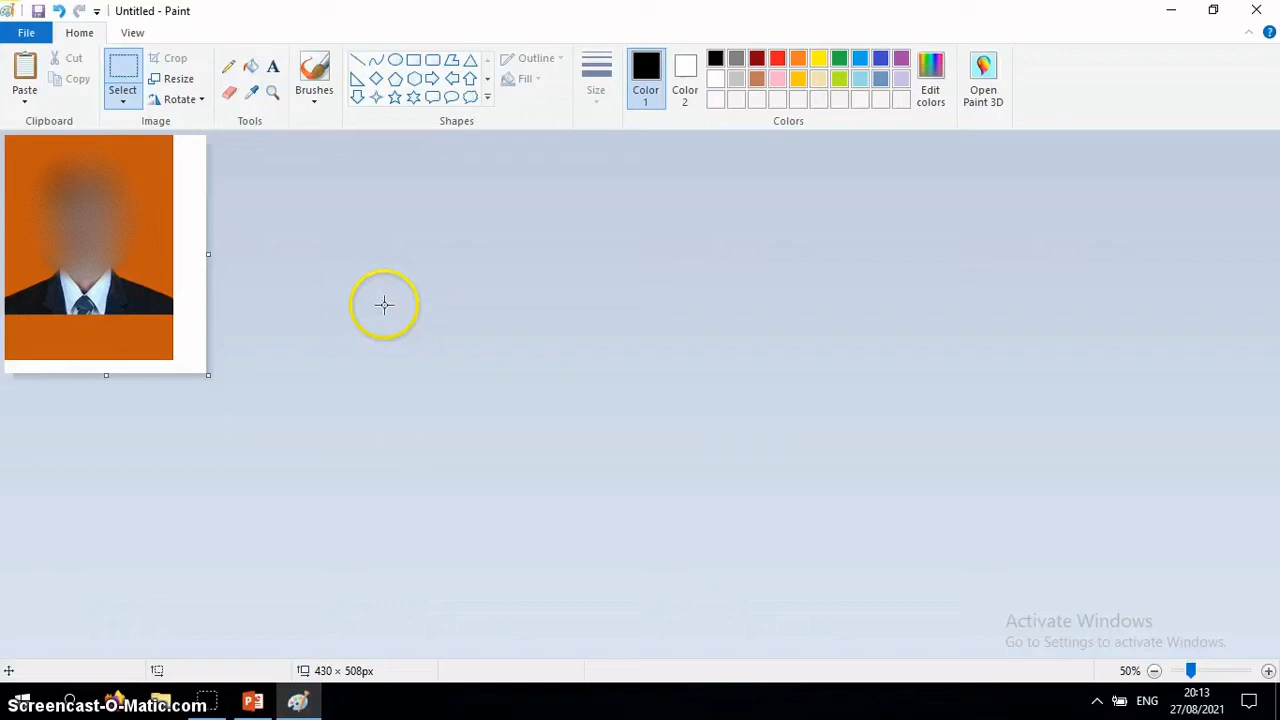 Untitled - Paint
File Home View
Paste
Cut
Copy
Clipboard
Select
Crop
Resize
Rotate
Image
A
Tools
Brushes
Shapes
Outline
Fill
Size
Color 1
Color 2
Edit colors
Colors
Open Paint 3D
Activate Windows
Go to Settings to activate Windows.
430 × 508px
50%
Screencast-O-Matic.com
ENG
20:13
27/08/2021